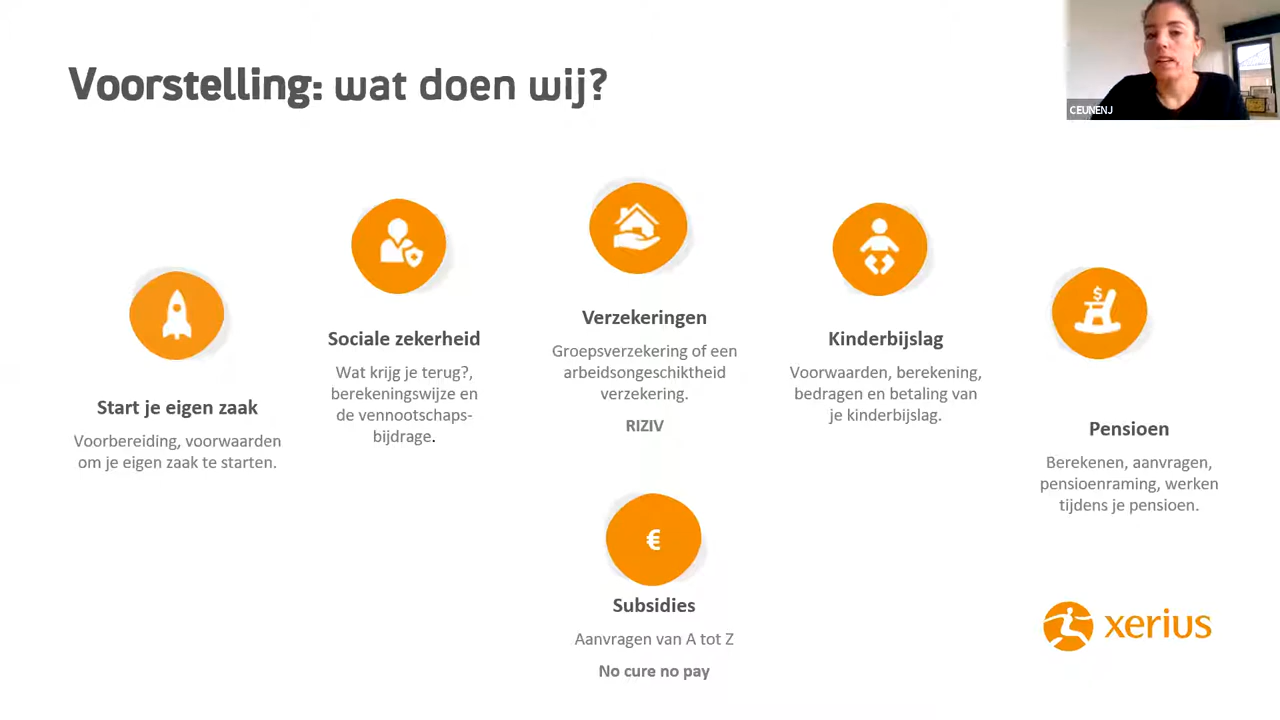 Voorstelling: wat doen wij?
CEUNENJ
Start je eigen zaak
Voorbereiding, voorwaarden
om je eigen zaak te starten.
Sociale zekerheid
Wat krijg je terug?,
berekeningswijze en
de vennootschaps-
bijdrage.
Verzekeringen
Groepsverzekering of een
arbeidsongeschiktheid
verzekering.
RIZIV
Kinderbijslag
Voorwaarden, berekening,
bedragen en betaling van
je kinderbijslag.
$
Pensioen
Berekenen, aanvragen,
pensioenraming, werken
tijdens je pensioen.
€
Subsidies
Aanvragen van A tot Z
No cure no pay
xerius